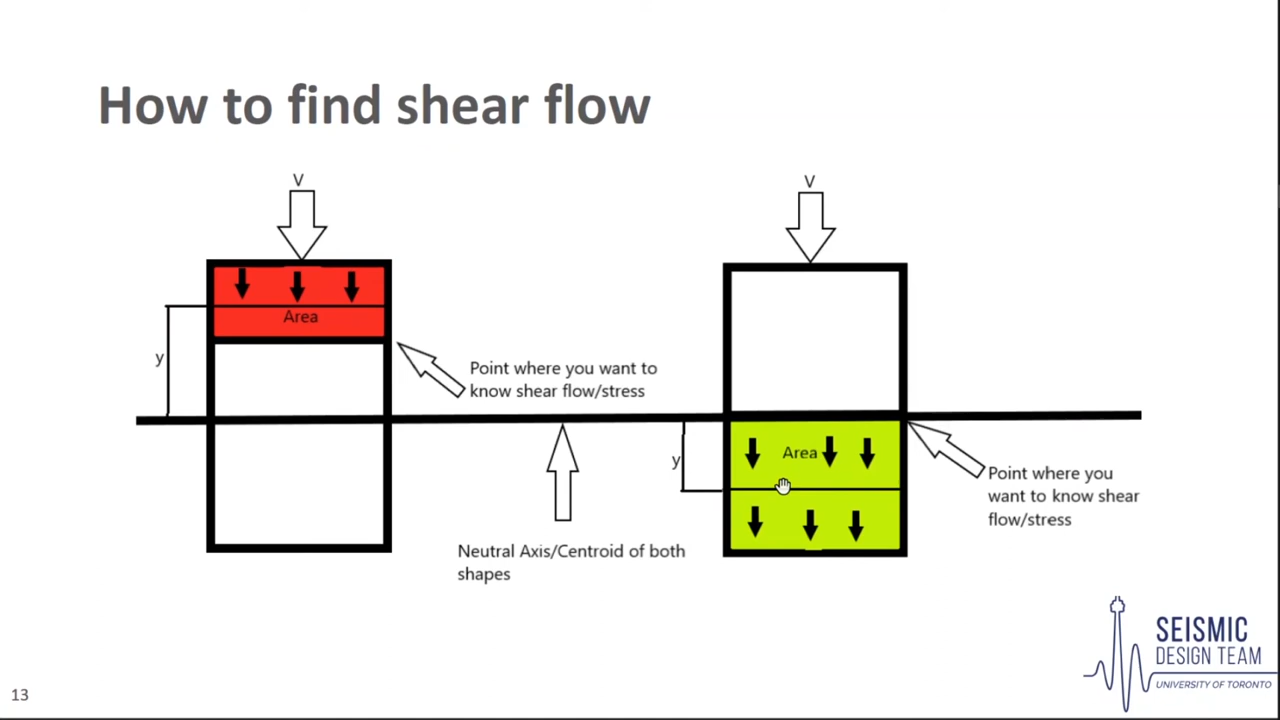 How to find shear flow
V
V
Area
y
Point where you want to
know shear flow/stress
y
Area
Point where you
want to know shear
flow/stress
Neutral Axis/Centroid of both
shapes
SEISMIC
DESIGN TEAM
UNIVERSITY OF TORONTO
13